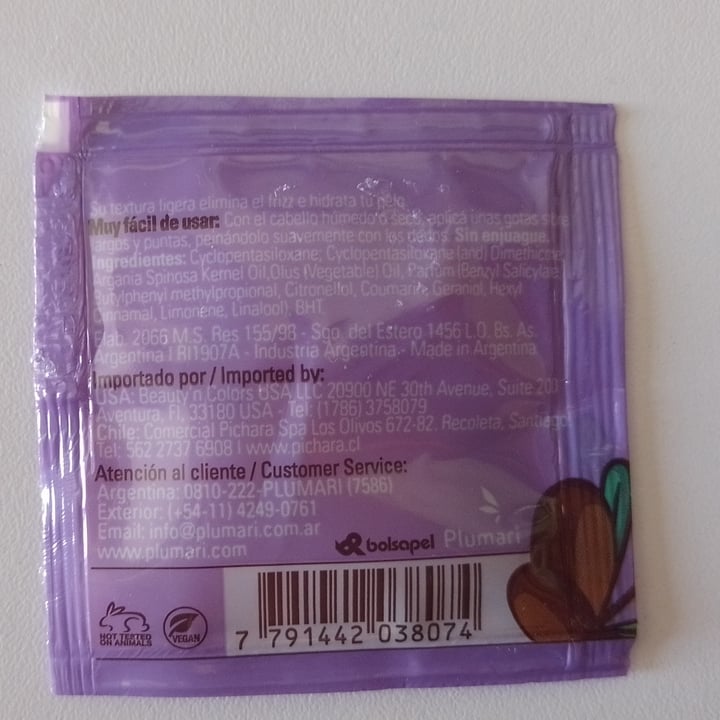 Su textura ligera elimina el frizz e hidrata tu pelo.
Muy fácil de usar: Con el cabello húmedo o seco, aplicá unas gotas sobre
largos y puntas, peinándolo suavemente con los dedos. Sin enjuague.
Ingredientes: Cyclopentasiloxane; Cyclopentasiloxane (and) Dimethicone,
Argania Spinosa Kernel Oil, Olus (Vegetable) Oil, Parfum (Benzyl Salicylate,
Butylphenyl methylpropional, Citronellol, Coumarin, Geraniol, Hexyl
Cinnamal, Limonene, Linalool), BHT.
Elab. 2066 M.S. Res 155/98 - Sgo. del Estero 1456 L.O. Bs. As.
Argentina | RI1907A - Industria Argentina - Made in Argentina
Importado por / Imported by:
USA: Beauty n Colors USA, LLC 20900 NE 30th Avenue, Suite 203
Aventura, FL 33180 USA - Tel: (1786) 3758079
Chile: Comercial Pichara Spa Los Olivos 672-82, Recoleta, Santiago
Tel: 562 2737 6908 | www.pichara.cl
Atención al cliente / Customer Service:
Argentina: 0810-222-PLUMARI (7586)
Exterior: (+54-11) 4249-0761
Email: info@plumari.com.ar
www.plumari.com
bolsapel Plumari
NOT TESTED
ON ANIMALS
VEGAN
7 791442 038074